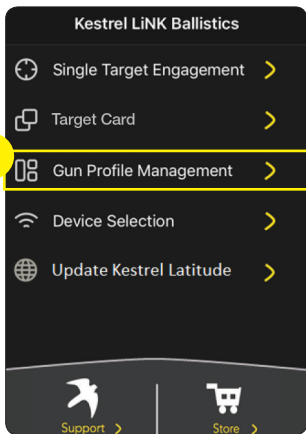 Kestrel LiNK Ballistics
Single Target Engagement
Target Card
Gun Profile Management
Device Selection
Update Kestrel Latitude
Support
Store